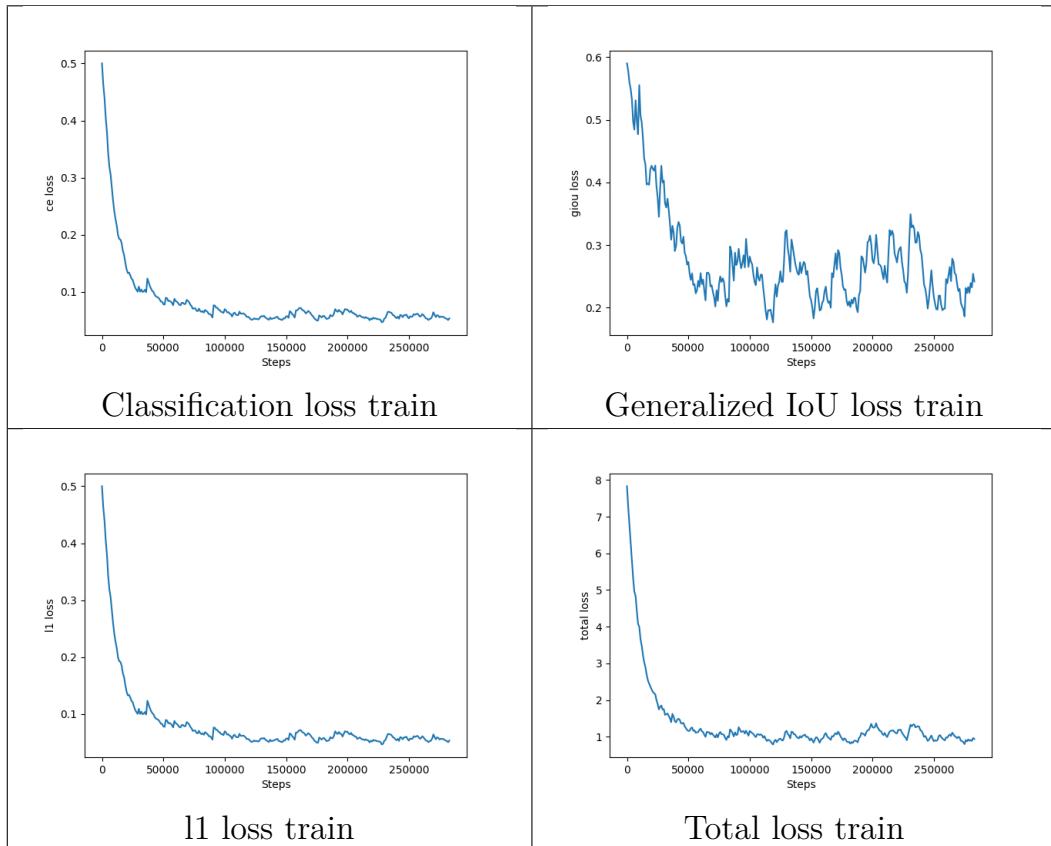 0.5
0.4
0.3
0.2
0.1
ce loss
0 50000 100000 150000 200000 250000
Steps
Classification loss train
0.6
0.5
0.4
0.3
0.2
giou loss
0 50000 100000 150000 200000 250000
Steps
Generalized IoU loss train
0.5
0.4
0.3
0.2
0.1
l1 loss
0 50000 100000 150000 200000 250000
Steps
l1 loss train
8
7
6
5
4
3
2
1
total loss
0 50000 100000 150000 200000 250000
Steps
Total loss train